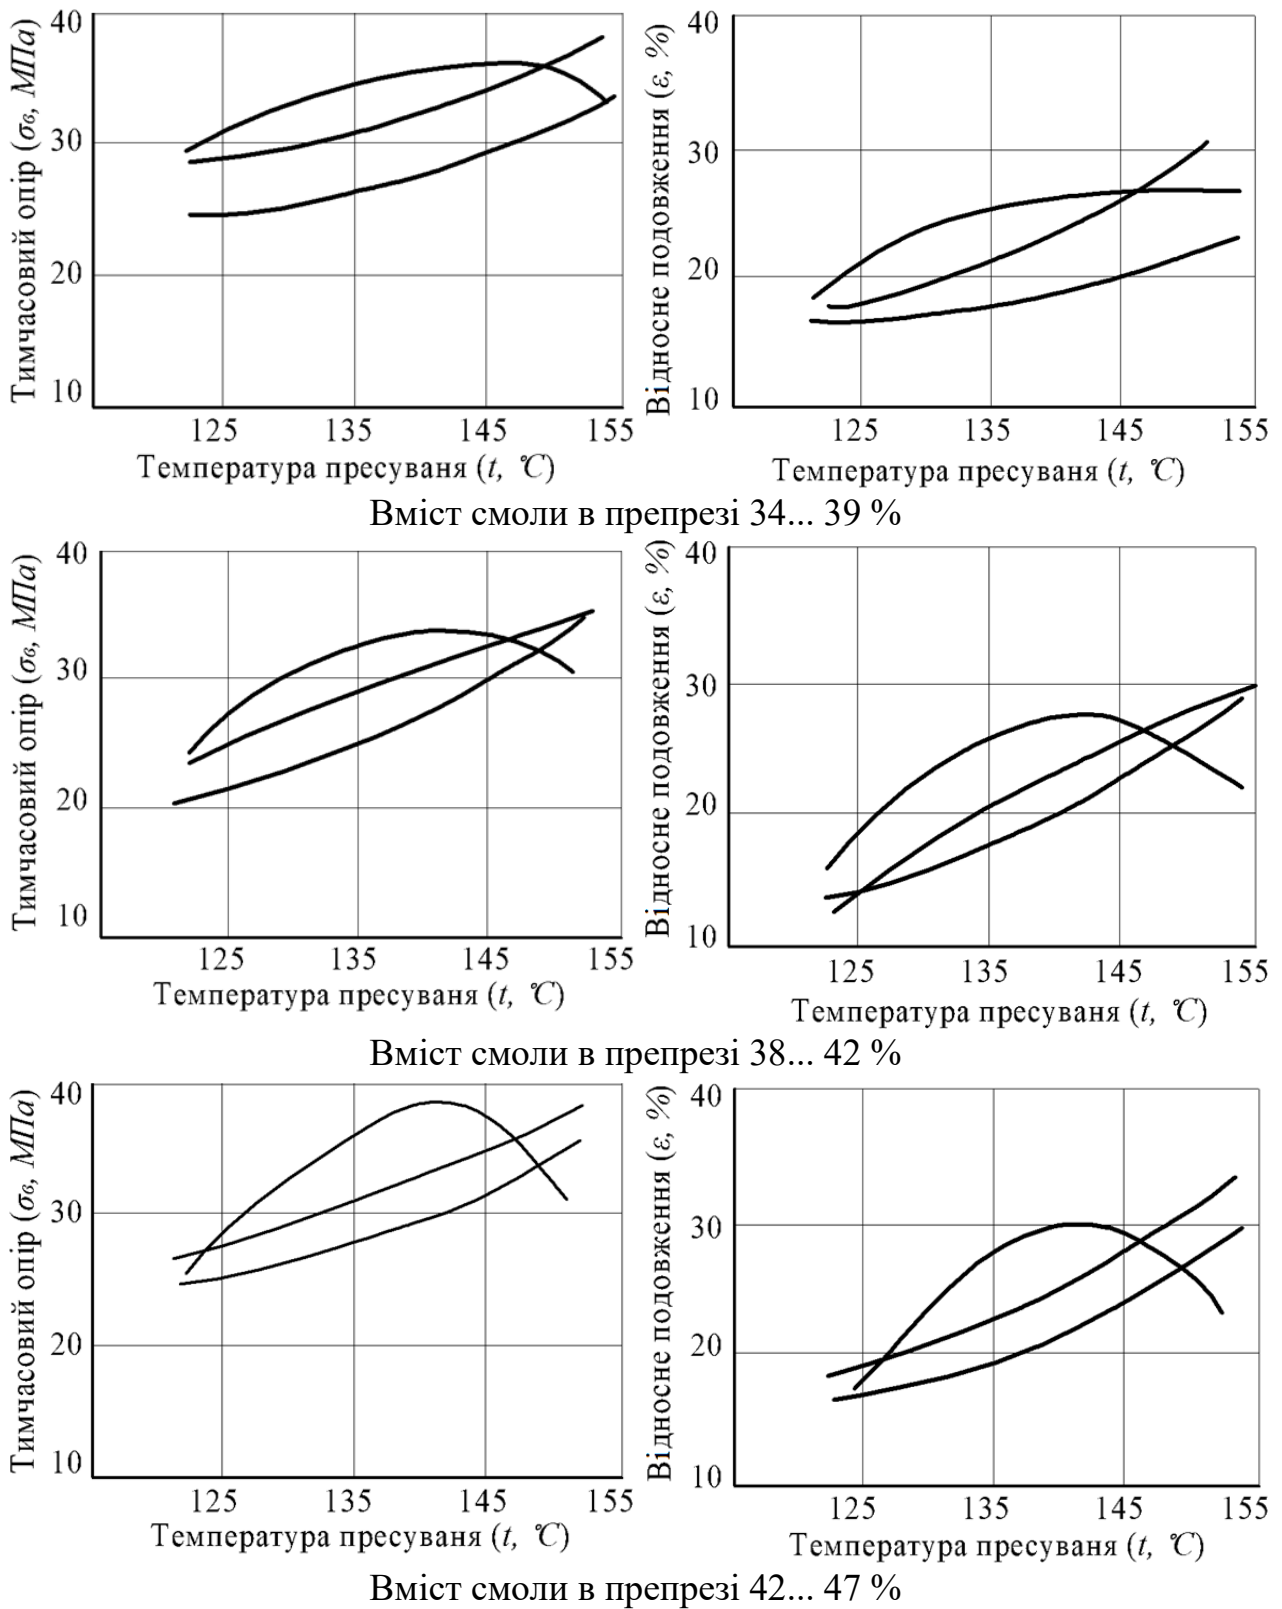 Тимчасовий опір (σв, МПа)
40
30
20
10
125 135 145 155
Температура пресуваня (t, ℃)
Відносне подовження (ε, %)
40
30
20
10
125 135 145 155
Температура пресуваня (t, ℃)
Вміст смоли в препрезі 34... 39 %
Тимчасовий опір (σв, МПа)
40
30
20
10
125 135 145 155
Температура пресуваня (t, ℃)
Відносне подовження (ε, %)
40
30
20
10
125 135 145 155
Температура пресуваня (t, ℃)
Вміст смоли в препрезі 38... 42 %
Тимчасовий опір (σв, МПа)
40
30
20
10
125 135 145 155
Температура пресуваня (t, ℃)
Відносне подовження (ε, %)
40
30
20
10
125 135 145 155
Температура пресуваня (t, ℃)
Вміст смоли в препрезі 42... 47 %